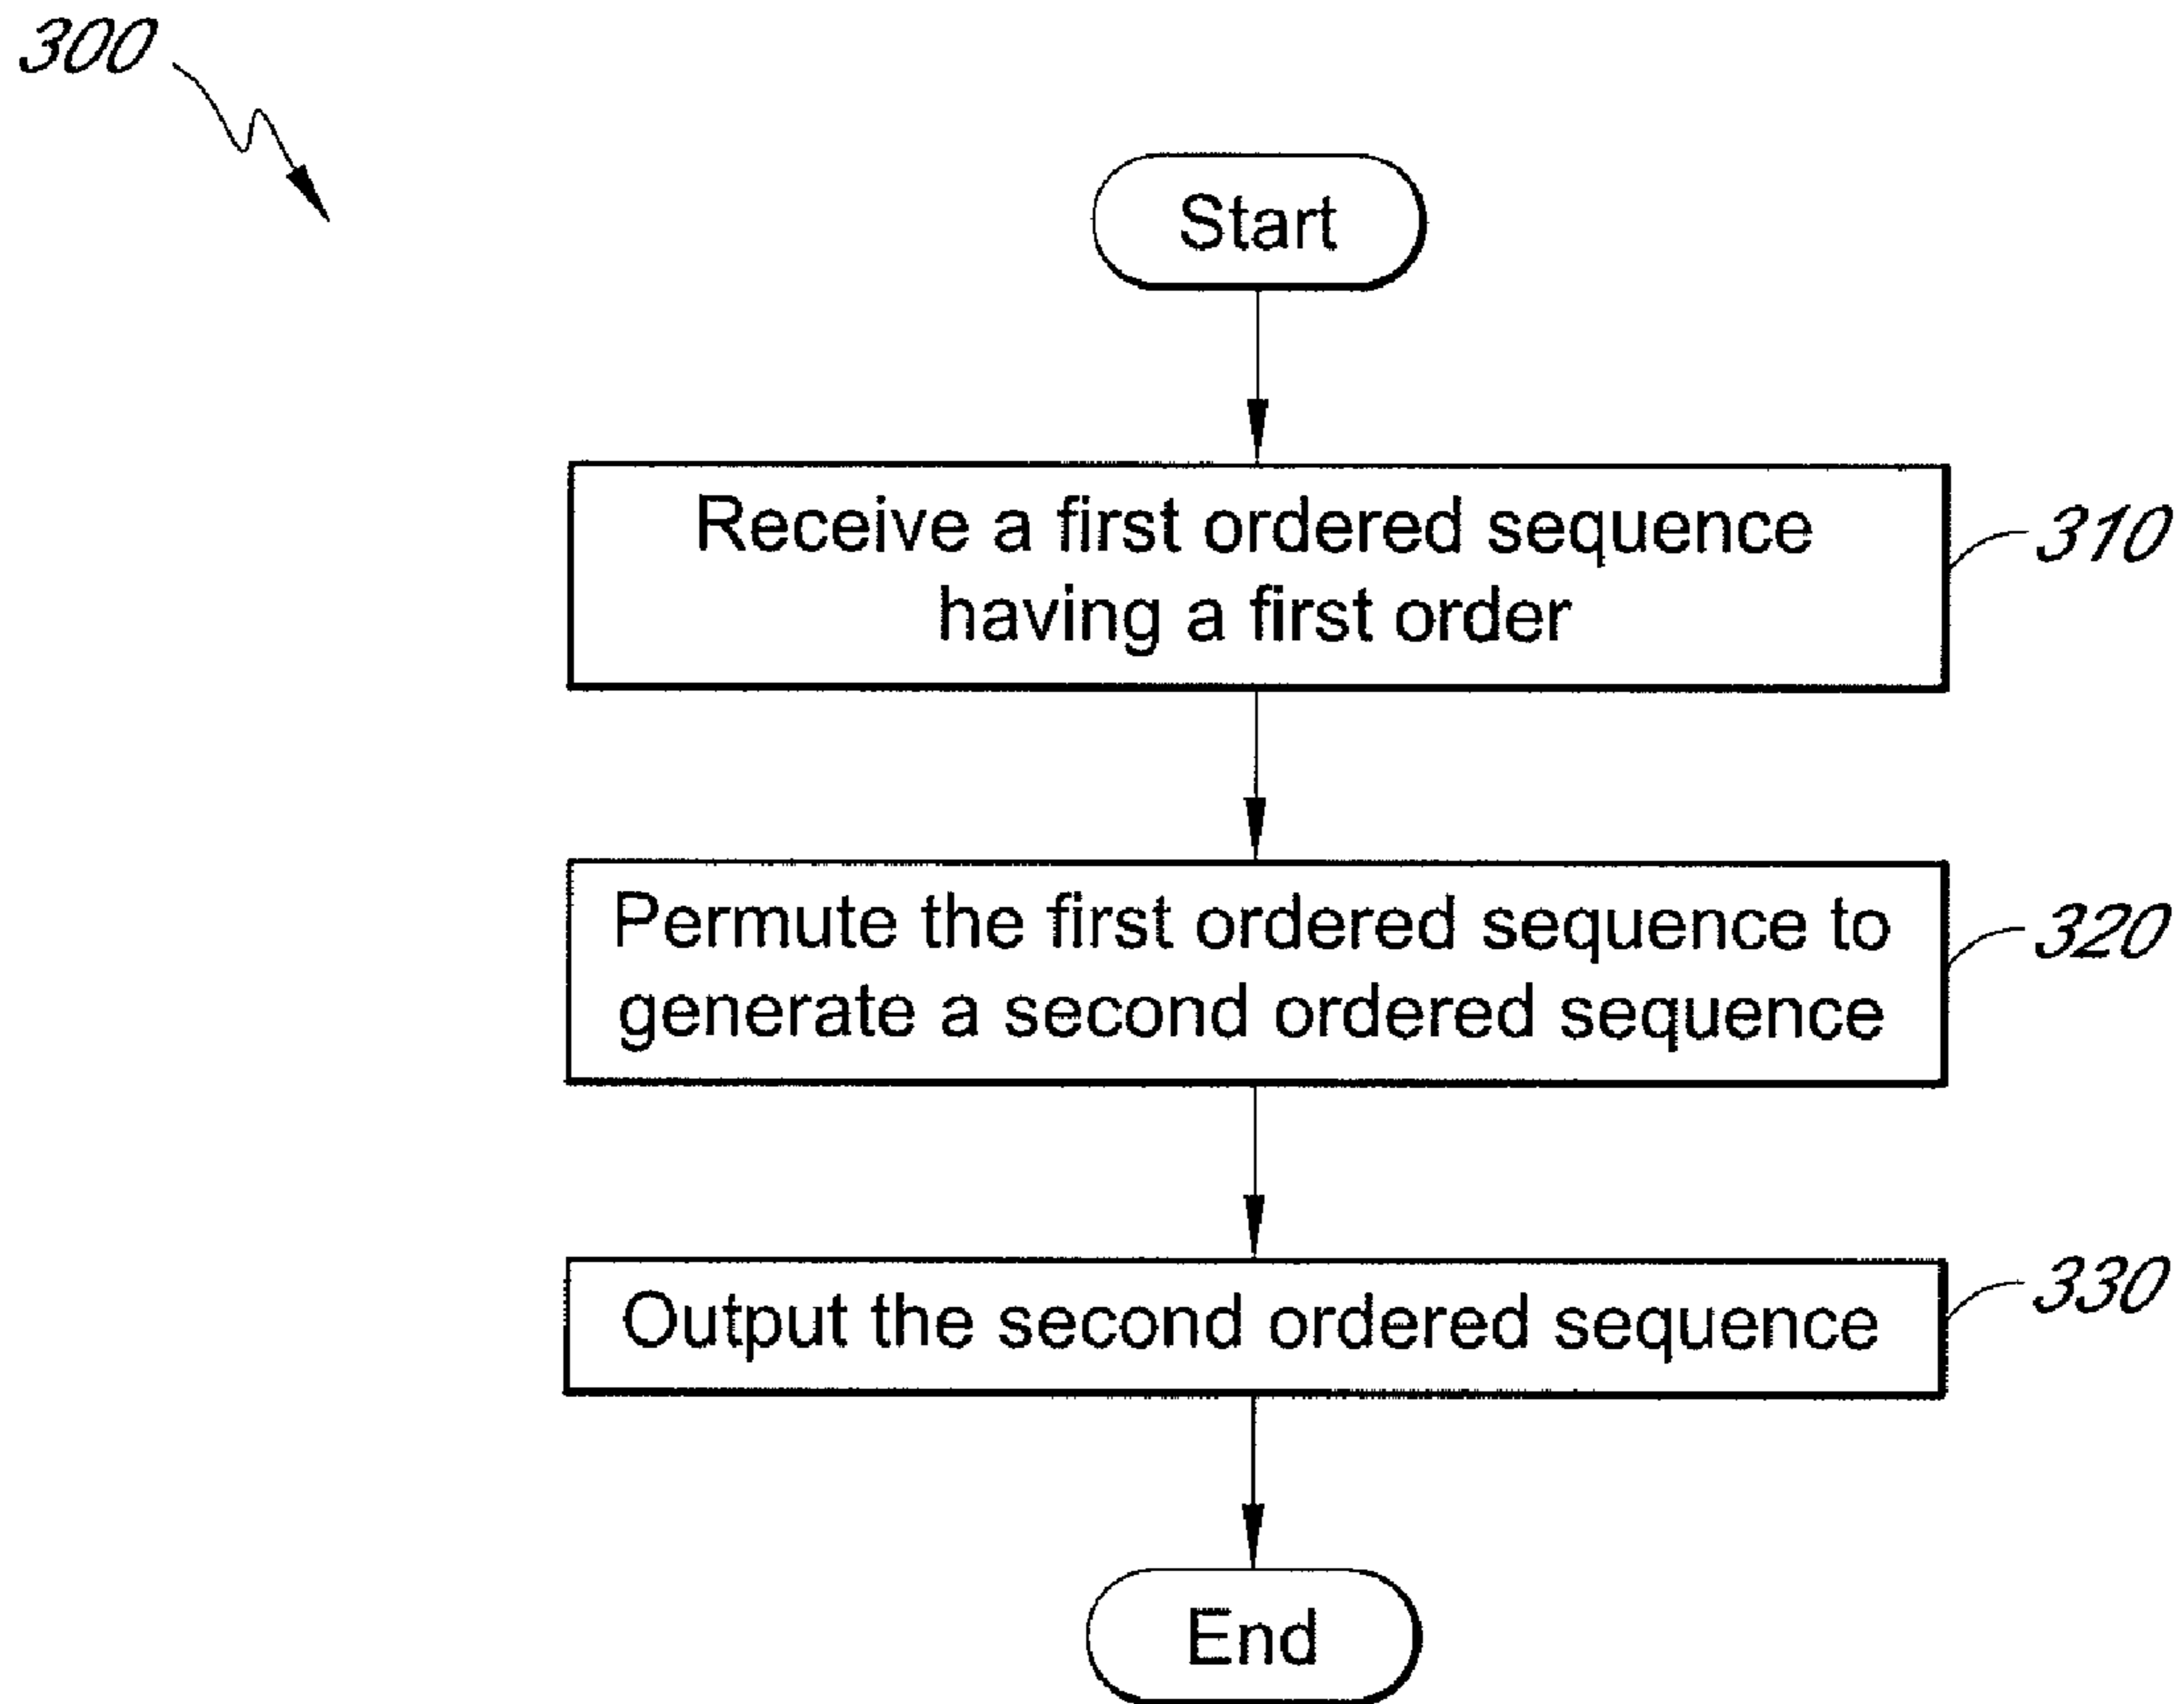 300
Start
Receive a first ordered sequence
having a first order
310
Permute the first ordered sequence to
generate a second ordered sequence
320
Output the second ordered sequence
330
End